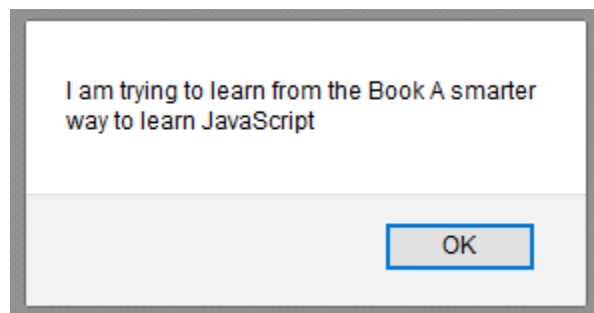 I am trying to learn from the Book A smarter
way to learn JavaScript
OK